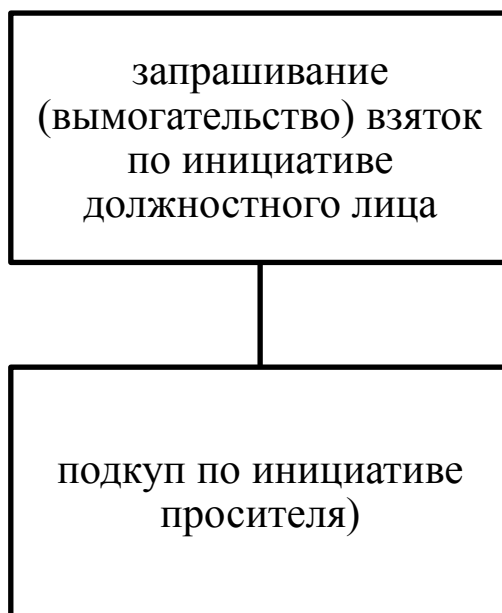 запрашивание
(вымогательство) взяток
по инициативе
должностного лица
подкуп по инициативе
просителя)